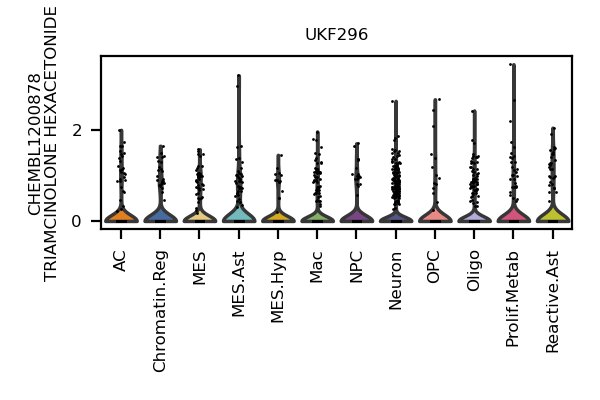 UKF296
CHEMBL1200878
TRIAMCINOLONE HEXACETONIDE
2
0
AC
Chromatin.Reg
MES
MES.Ast
MES.Hyp
Mac
NPC
Neuron
OPC
Oligo
Prolif.Metab
Reactive.Ast